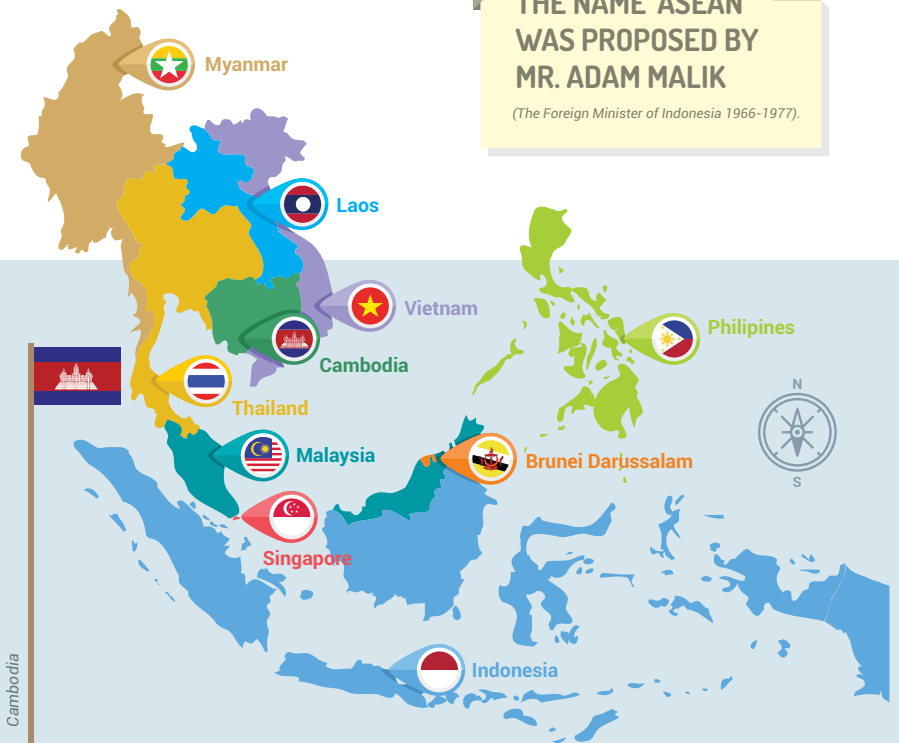 THE NAME "ASEAN"
WAS PROPOSED BY
MR. ADAM MALIK
(The Foreign Minister of Indonesia 1966-1977).
Myanmar
Laos
Vietnam
Philipines
Cambodia
Thailand
N
Malaysia
Brunei Darussalam
S
Singapore
Indonesia
Cambodia